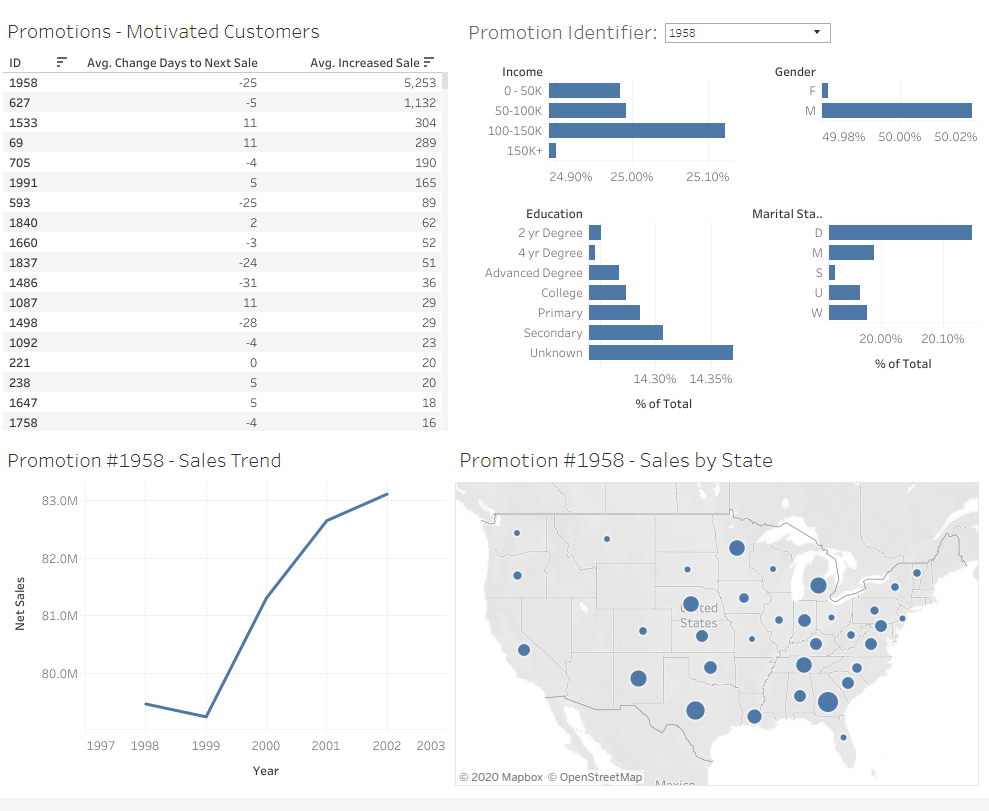 Promotions - Motivated Customers
ID Avg. Change Days to Next Sale Avg. Increased Sale
1958 -25 5,253
627 -5 1,132
1533 11 304
69 11 289
705 -4 190
1991 5 165
593 -25 89
1840 2 62
1660 -3 52
1837 -24 51
1486 -31 36
1087 11 29
1498 -28 29
1092 -4 23
221 0 20
238 5 20
1647 5 18
1758 -4 16
Promotion Identifier: 1958
Income
0 - 50K
50-100K
100-150K
150K+
24.90% 25.00% 25.10%
Gender
F
M
49.98% 50.00% 50.02%
Education
2 yr Degree
4 yr Degree
Advanced Degree
College
Primary
Secondary
Unknown
14.30% 14.35%
% of Total
Marital Sta..
D
M
S
U
W
20.00% 20.10%
% of Total
Promotion #1958 - Sales Trend
83.0M
82.0M
81.0M
80.0M
Net Sales
1997 1998 1999 2000 2001 2002 2003
Year
Promotion #1958 - Sales by State
United
States
Mexico
© 2020 Mapbox © OpenStreetMap